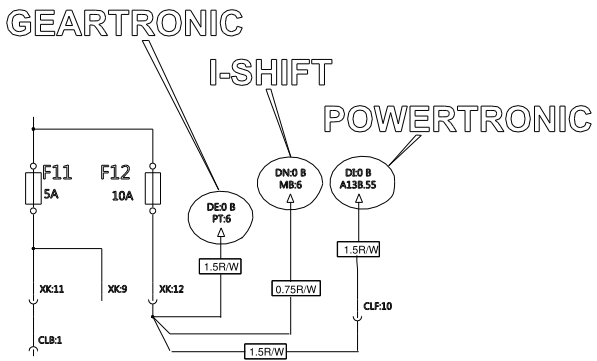 GEARTRONIC
I-SHIFT
POWERTRONIC
F11
5A
F12
10A
DE:0 B
PT:6
DN:0 B
MB:6
DI:0 B
A13B.55
1.5R/W
1.5R/W
0.75R/W
XK:11
XK:9
XK:12
CLF:10
CLB:1
1.5R/W